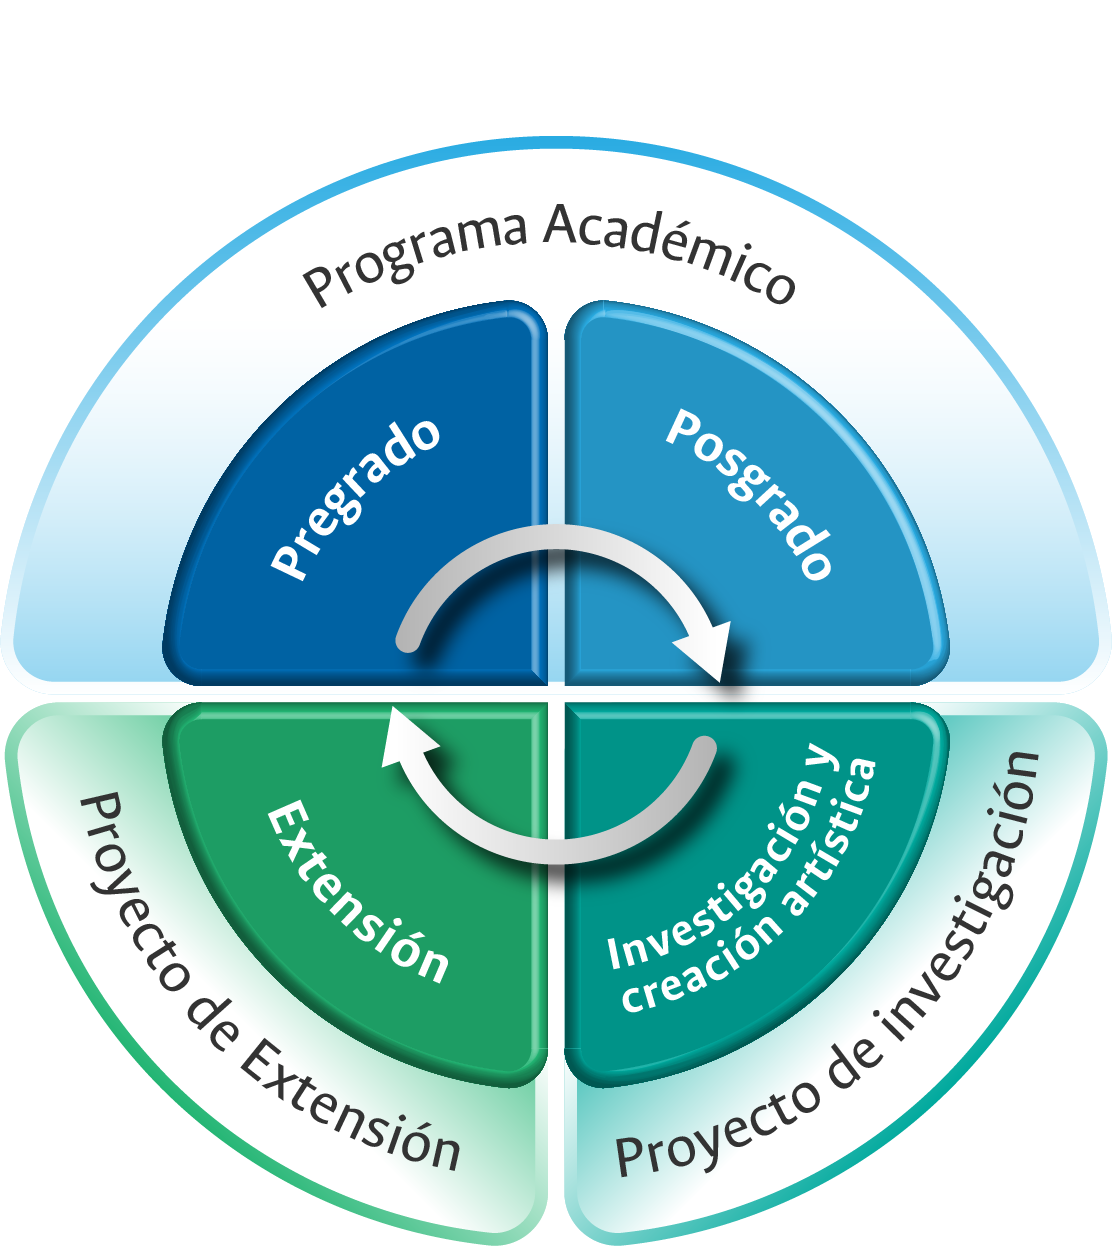 Programa Académico
Pregrado
Posgrado
Extensión
Investigación y
creación artística
Proyecto de Extensión
Proyecto de investigación